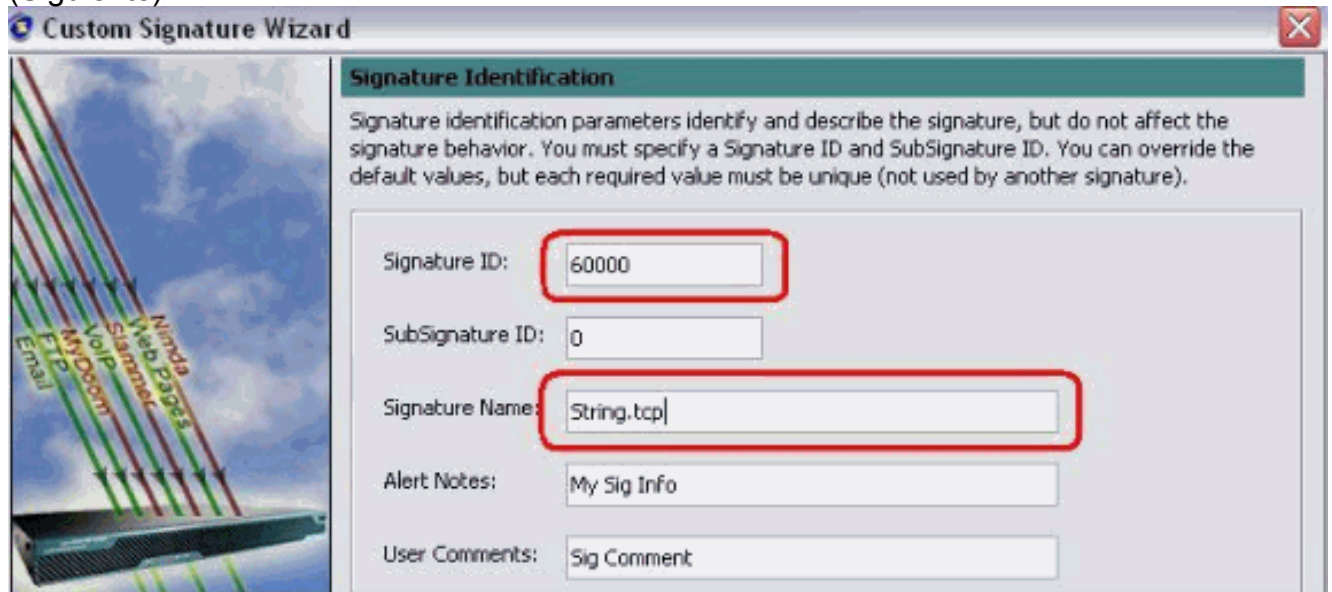 Custom Signature Wizard
Signature Identification
Signature identification parameters identify and describe the signature, but do not affect the
signature behavior. You must specify a Signature ID and SubSignature ID. You can override the
default values, but each required value must be unique (not used by another signature).
Signature ID: 60000
SubSignature ID: 0
Signature Name: String.tcp
Alert Notes: My Sig Info
User Comments: Sig Comment
Nimda
Web Pages
Slammer
VoIP
MyDoom
FTP
Email